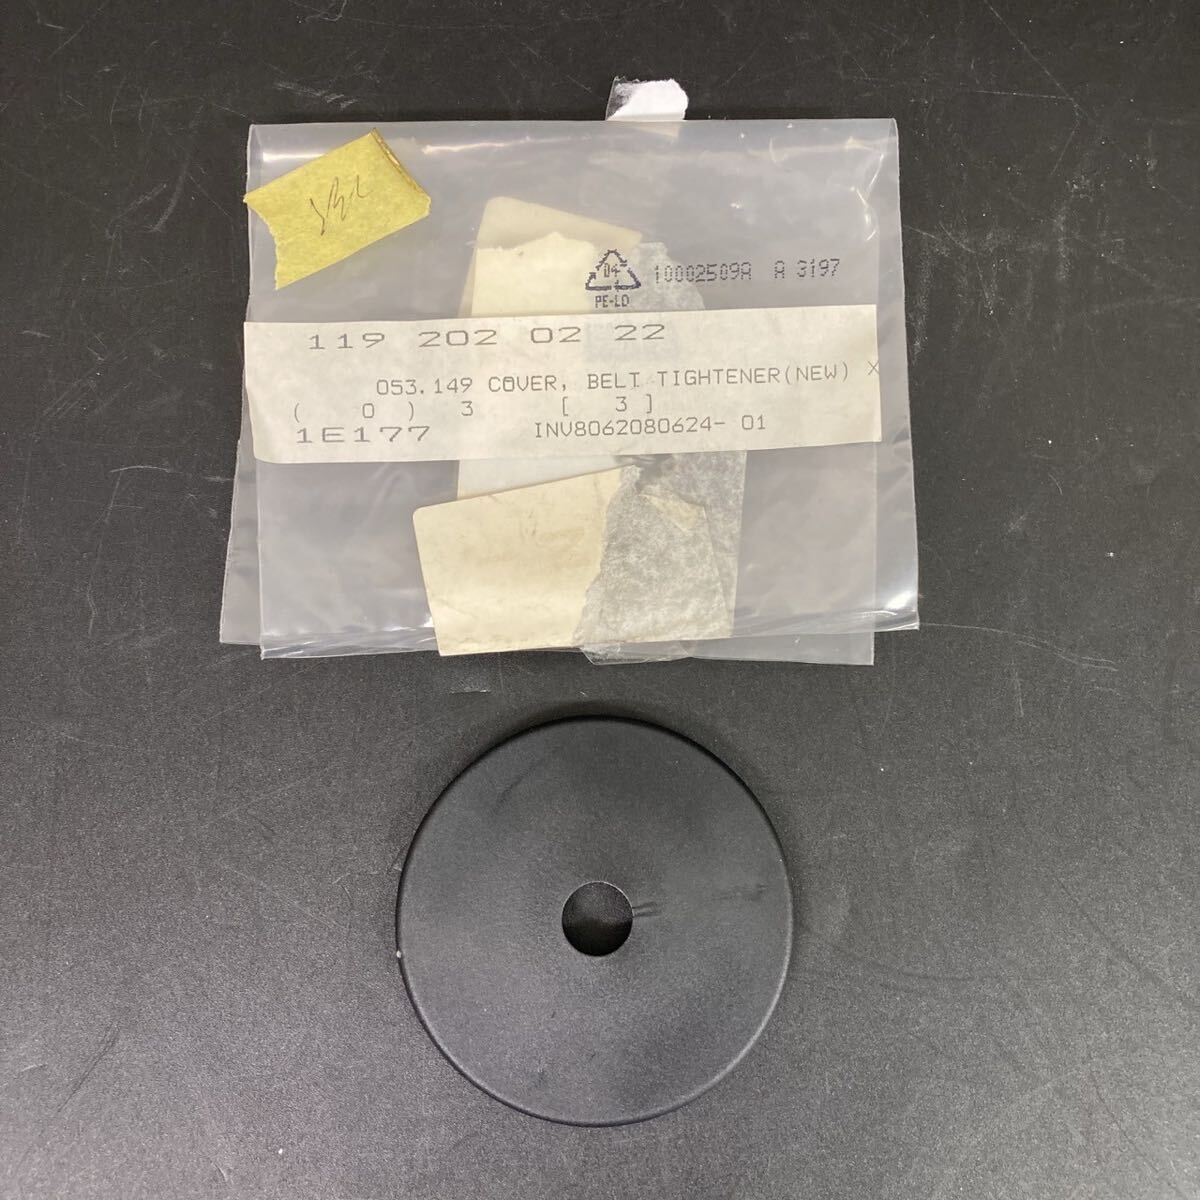 04
PE-LD
10002509A A 3197
119 202 02 22
053.149 COVER, BELT TIGHTENER(NEW) X
( 0 ) 3 [ 3 ]
1E177 INV8062080624- 01